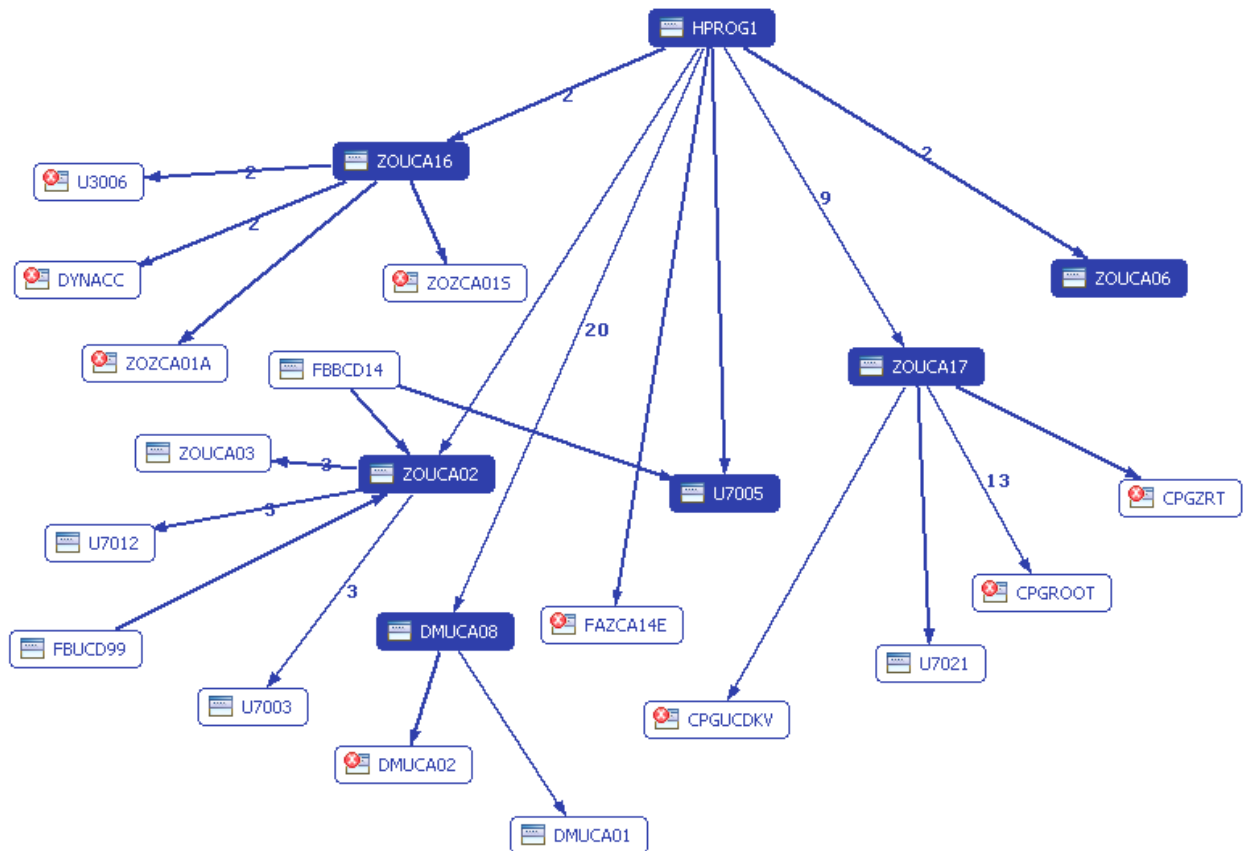 HPROG1
2
ZOUCA16
2
U3006
2
9
2
DYNACC
ZOZCA01S
ZOUCA06
20
ZOZCA01A
FBBCD14
ZOUCA17
ZOUCA03
3
ZOUCA02
13
U7005
CPGZRT
3
U7012
3
CPGROOT
FAZCA14E
DMUCA08
FBUCD99
U7021
U7003
CPGUCDKV
DMUCA02
DMUCA01